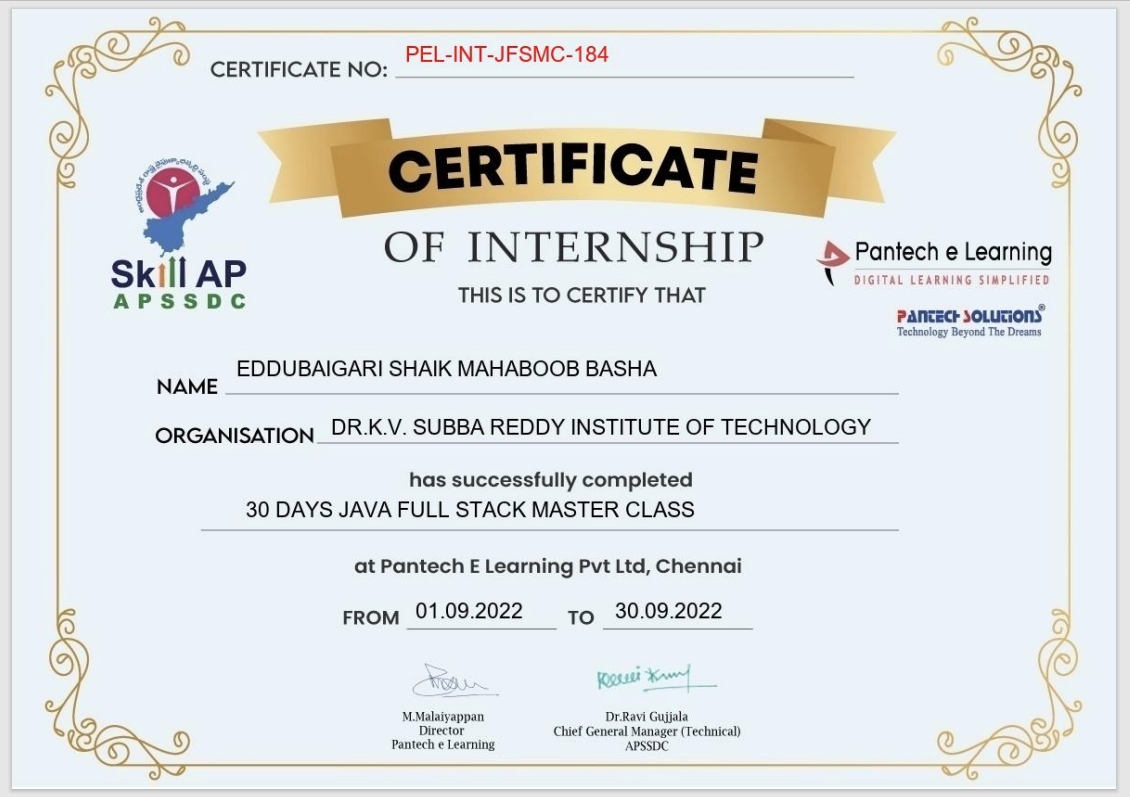 CERTIFICATE NO: PEL-INT-JFSMC-184
CERTIFICATE
OF INTERNSHIP
THIS IS TO CERTIFY THAT
Skill AP
APSSDC
Pantech e Learning
DIGITAL LEARNING SIMPLIFIED
PANTECH SOLUTIONS®
Technology Beyond The Dreams
NAME EDDUBAIGARI SHAIK MAHABOOB BASHA
ORGANISATION DR.K.V. SUBBA REDDY INSTITUTE OF TECHNOLOGY
has successfully completed
30 DAYS JAVA FULL STACK MASTER CLASS
at Pantech E Learning Pvt Ltd, Chennai
FROM 01.09.2022 TO 30.09.2022
M.Malaiyappan
Director
Pantech e Learning
Dr.Ravi Gujjala
Chief General Manager (Technical)
APSSDC